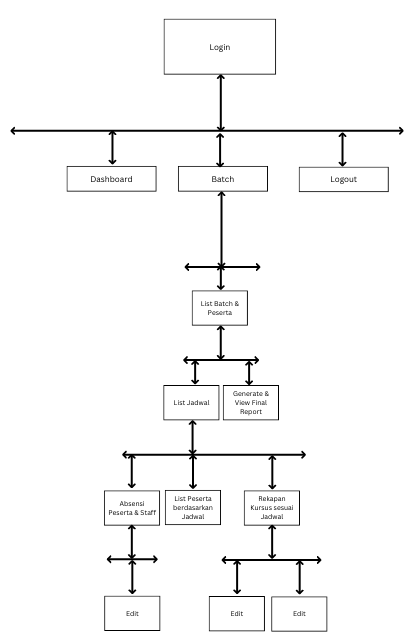 Login
Dashboard
Batch
Logout
List Batch &
Peserta
List Jadwal
Generate &
View Final
Report
Absensi
Peserta & Staff
List Peserta
berdasarkan
Jadwal
Rekapan
Kursus sesuai
Jadwal
Edit
Edit
Edit